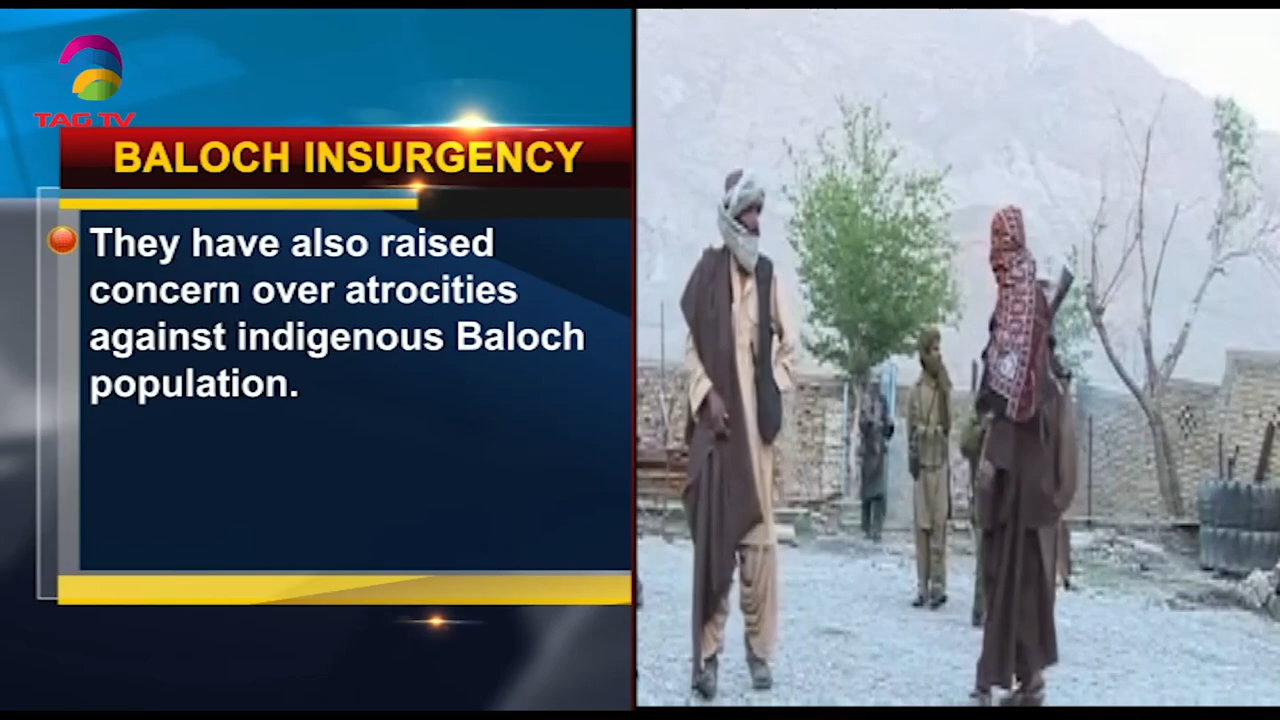 TAG TV
BALOCH INSURGENCY
They have also raised
concern over atrocities
against indigenous Baloch
population.